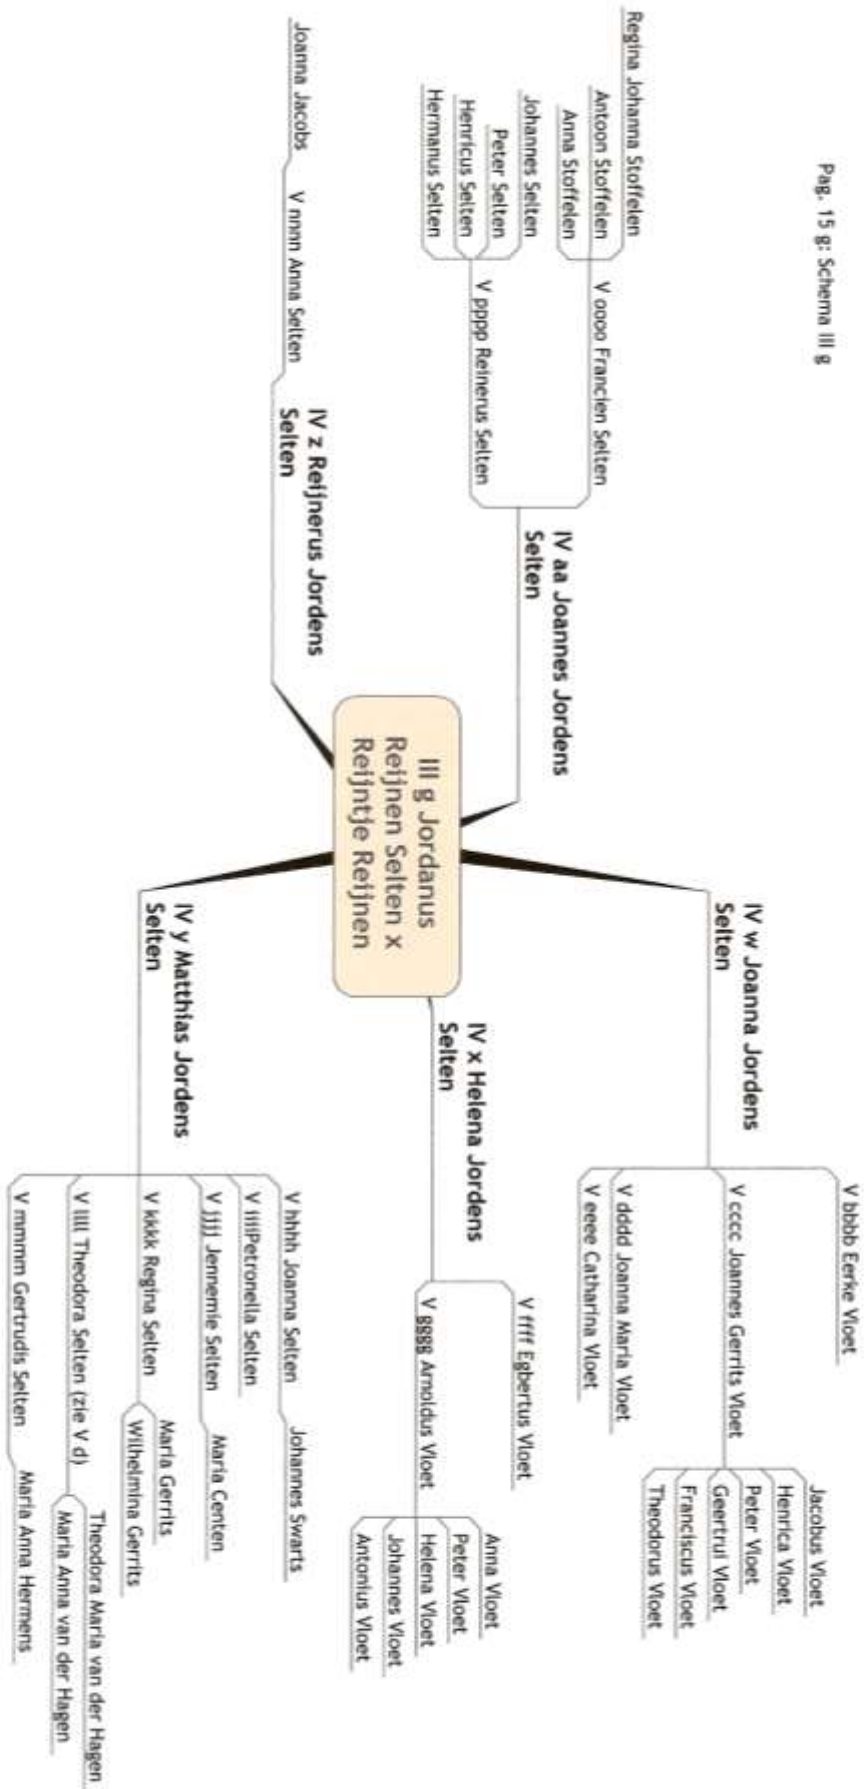 Pag. 15 g: Schema III g
III g Jordanus
Reijnen Selten x
Reijntje Reijnen
IV w Joanna Jordens
Selten
V bbbb Eerke Vloet
V cccc Joannes Gerrits Vloet
Jacobus Vloet
Henrica Vloet
Peter Vloet
Geertrui Vloet
Franciscus Vloet
Theodorus Vloet
V dddd Joanna Maria Vloet
V eeee Catharina Vloet
IV x Helena Jordens
Selten
V ffff Egbertus Vloet
V gggg Arnoldus Vloet
Anna Vloet
Peter Vloet
Helena Vloet
Johannes Vloet
Antonius Vloet
IV y Matthias Jordens
Selten
V hhhh Joanna Selten
Johannes Swarts
V iiiiPetronella Selten
V jjjj Jennemie Selten
Maria Centen
V kkkk Regina Selten
Maria Gerrits
Wilhelmina Gerrits
V llll Theodora Selten (zie V d)
Theodora Maria van der Hagen
Maria Anna van der Hagen
V mmmm Gertrudis Selten
Maria Anna Hermens
IV z Reijnerus Jordens
Selten
V nnnn Anna Selten
Joanna Jacobs
IV aa Joannes Jordens
Selten
V oooo Francien Selten
Regina Johanna Stoffelen
Antoon Stoffelen
Anna Stoffelen
V pppp Reinerus Selten
Johannes Selten
Peter Selten
Henricus Selten
Hermanus Selten